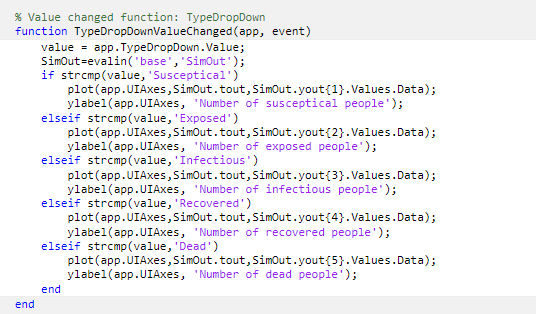 % Value changed function: TypeDropDown
function TypeDropDownValueChanged(app, event)
value = app.TypeDropDown.Value;
SimOut=evalin('base','SimOut');
if strcmp(value,'Susceptical')
plot(app.UIAxes,SimOut.tout,SimOut.yout{1}.Values.Data);
ylabel(app.UIAxes, 'Number of susceptical people');
elseif strcmp(value,'Exposed')
plot(app.UIAxes,SimOut.tout,SimOut.yout{2}.Values.Data);
ylabel(app.UIAxes, 'Number of exposed people');
elseif strcmp(value,'Infectious')
plot(app.UIAxes,SimOut.tout,SimOut.yout{3}.Values.Data);
ylabel(app.UIAxes, 'Number of infectious people');
elseif strcmp(value,'Recovered')
plot(app.UIAxes,SimOut.tout,SimOut.yout{4}.Values.Data);
ylabel(app.UIAxes, 'Number of recovered people');
elseif strcmp(value,'Dead')
plot(app.UIAxes,SimOut.tout,SimOut.yout{5}.Values.Data);
ylabel(app.UIAxes, 'Number of dead people');
end
end